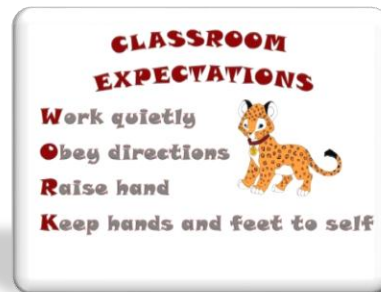 CLASSROOM
EXPECTATIONS
Work quietly
Obey directions
Raise hand
Keep hands and feet to self